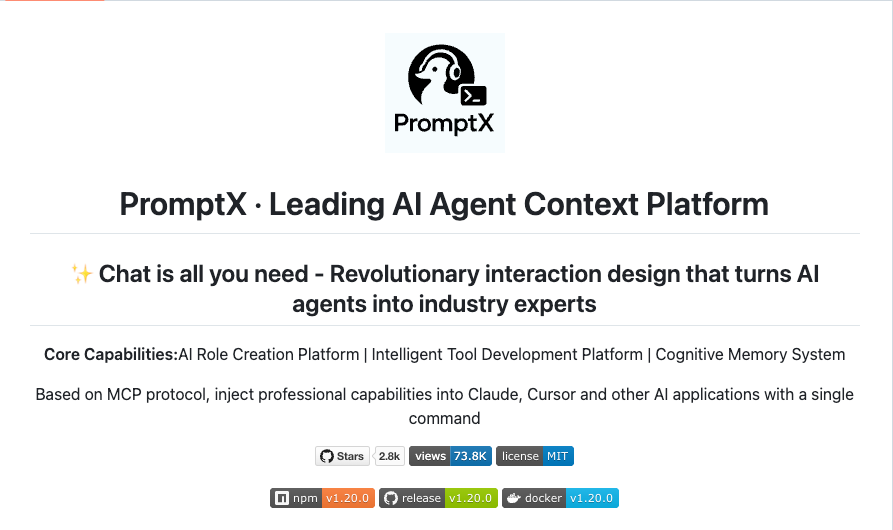 PromptX
PromptX · Leading AI Agent Context Platform
✨ Chat is all you need - Revolutionary interaction design that turns AI
agents into industry experts
Core Capabilities:AI Role Creation Platform | Intelligent Tool Development Platform | Cognitive Memory System
Based on MCP protocol, inject professional capabilities into Claude, Cursor and other AI applications with a single
command
Stars 2.8k views 73.8K license MIT
npm v1.20.0 release v1.20.0 docker v1.20.0